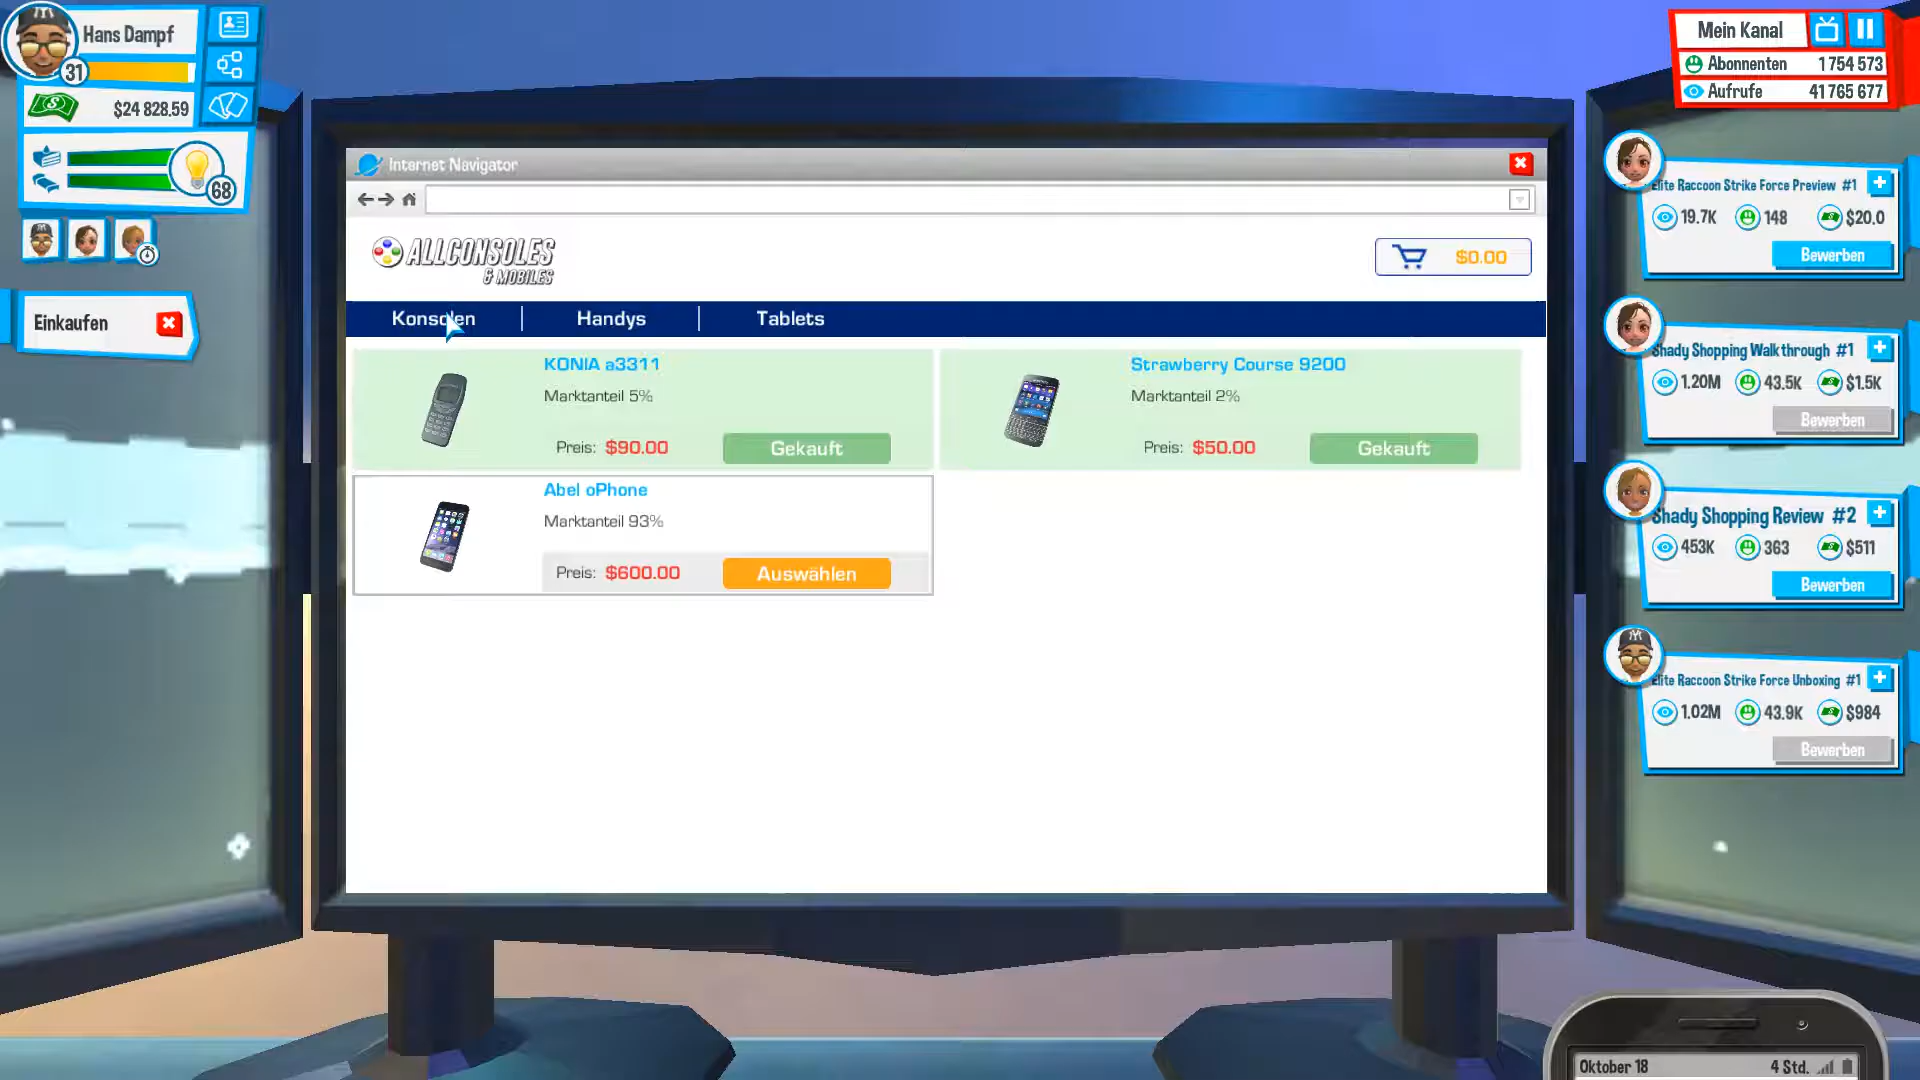 Hans Dampf
31
$24 828.59
68
Einkaufen
Internet Navigator
ALLCONSOLES
& MOBILES
$0.00
Konsolen
Handys
Tablets
KONIA a3311
Marktanteil 5%
Preis: $90.00
Gekauft
Strawberry Course 9200
Marktanteil 2%
Preis: $50.00
Gekauft
Abel oPhone
Marktanteil 93%
Preis: $600.00
Auswählen
Mein Kanal
Abonnenten 1 754 573
Aufrufe 41 765 677
Elite Raccoon Strike Force Preview #1
19.7K 148 $20.0
Bewerben
Shady Shopping Walkthrough #1
1.20M 43.5K $1.5K
Bewerben
Shady Shopping Review #2
453K 363 $511
Bewerben
Elite Raccoon Strike Force Unboxing #1
1.02M 43.9K $984
Bewerben
Oktober 18 4 Std.